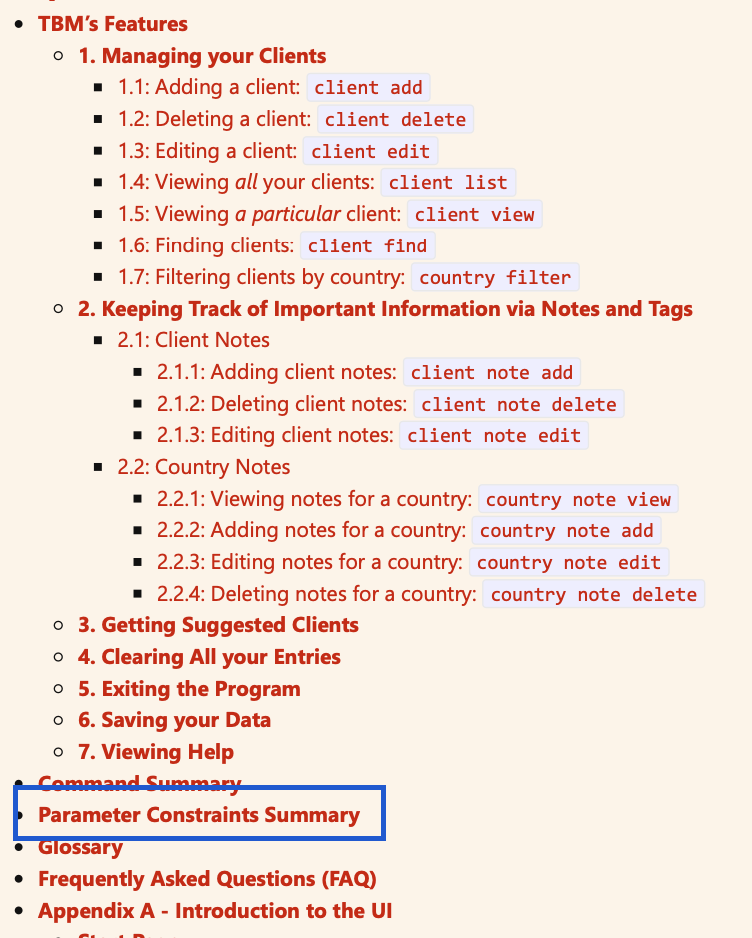 TBM’s Features
1. Managing your Clients
1.1: Adding a client: client add
1.2: Deleting a client: client delete
1.3: Editing a client: client edit
1.4: Viewing all your clients: client list
1.5: Viewing a particular client: client view
1.6: Finding clients: client find
1.7: Filtering clients by country: country filter
2. Keeping Track of Important Information via Notes and Tags
2.1: Client Notes
2.1.1: Adding client notes: client note add
2.1.2: Deleting client notes: client note delete
2.1.3: Editing client notes: client note edit
2.2: Country Notes
2.2.1: Viewing notes for a country: country note view
2.2.2: Adding notes for a country: country note add
2.2.3: Editing notes for a country: country note edit
2.2.4: Deleting notes for a country: country note delete
3. Getting Suggested Clients
4. Clearing All your Entries
5. Exiting the Program
6. Saving your Data
7. Viewing Help
Command Summary
Parameter Constraints Summary
Glossary
Frequently Asked Questions (FAQ)
Appendix A - Introduction to the UI